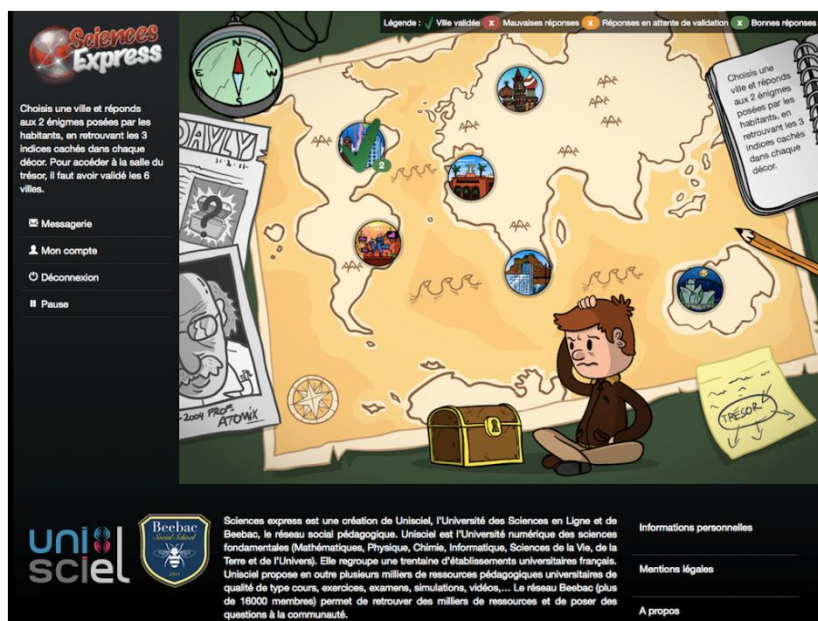 Sciences
Express
Légende : Ville validée x Mauvaises réponses x Réponses en attente de validation x Bonnes réponses
Choisis une ville et réponds
aux 2 énigmes posées par les
habitants, en retrouvant les 3
indices cachés dans chaque
décor. Pour accéder à la salle du
trésor, il faut avoir validé les 6
villes.
Messagerie
Mon compte
Déconnexion
Pause
N
E
S
DAYLY
11-2-11
?
2
-2004 PROF.
ATOMIX
Choisis une
ville et réponds
aux 2 énigmes
posées par les
habitants, en
retrouvant les 3
indices cachés
dans chaque
décor.
TRÉSOR
uni
sciel
Beebac
Social School
2011
Sciences express est une création de Unisciel, l'Université des Sciences en Ligne et de
Beebac, le réseau social pédagogique. Unisciel est l'Université numérique des sciences
fondamentales (Mathématiques, Physique, Chimie, Informatique, Sciences de la Vie, de la
Terre et de l'Univers). Elle regroupe une trentaine d'établissements universitaires français.
Unisciel propose en outre plusieurs milliers de ressources pédagogiques universitaires de
qualité de type cours, exercices, examens, simulations, vidéos,... Le réseau Beebac (plus
de 16000 membres) permet de retrouver des milliers de ressources et de poser des
questions à la communauté.
Informations personnelles
Mentions légales
A propos